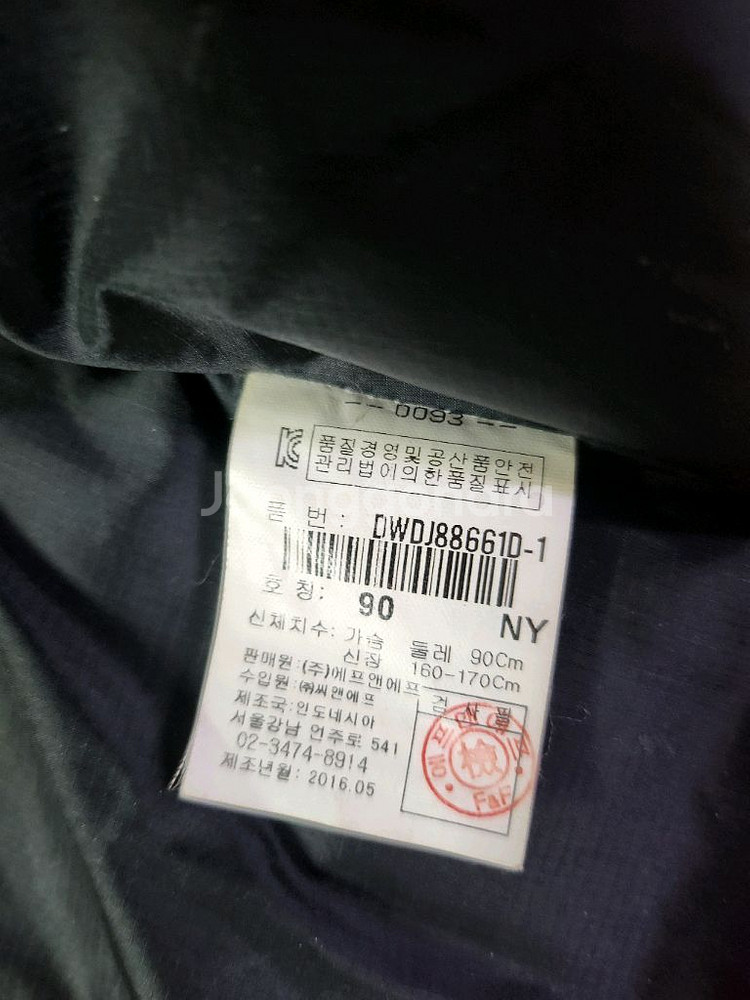 -- 0093 --
품질경영및공산품안전
관리법에의한품질표시
품 번 : DWDJ88661D-1
호 칭: 90
NY
신체치수: 가슴 둘레 90Cm
신장 160-170Cm
판매원:(주)에프앤에프
수입원:㈜씨앤에프
제조국:인도네시아
서울강남 언주로 541
02-3474-8914
제조년월: 2016.05
검 사 필
檢
F&F